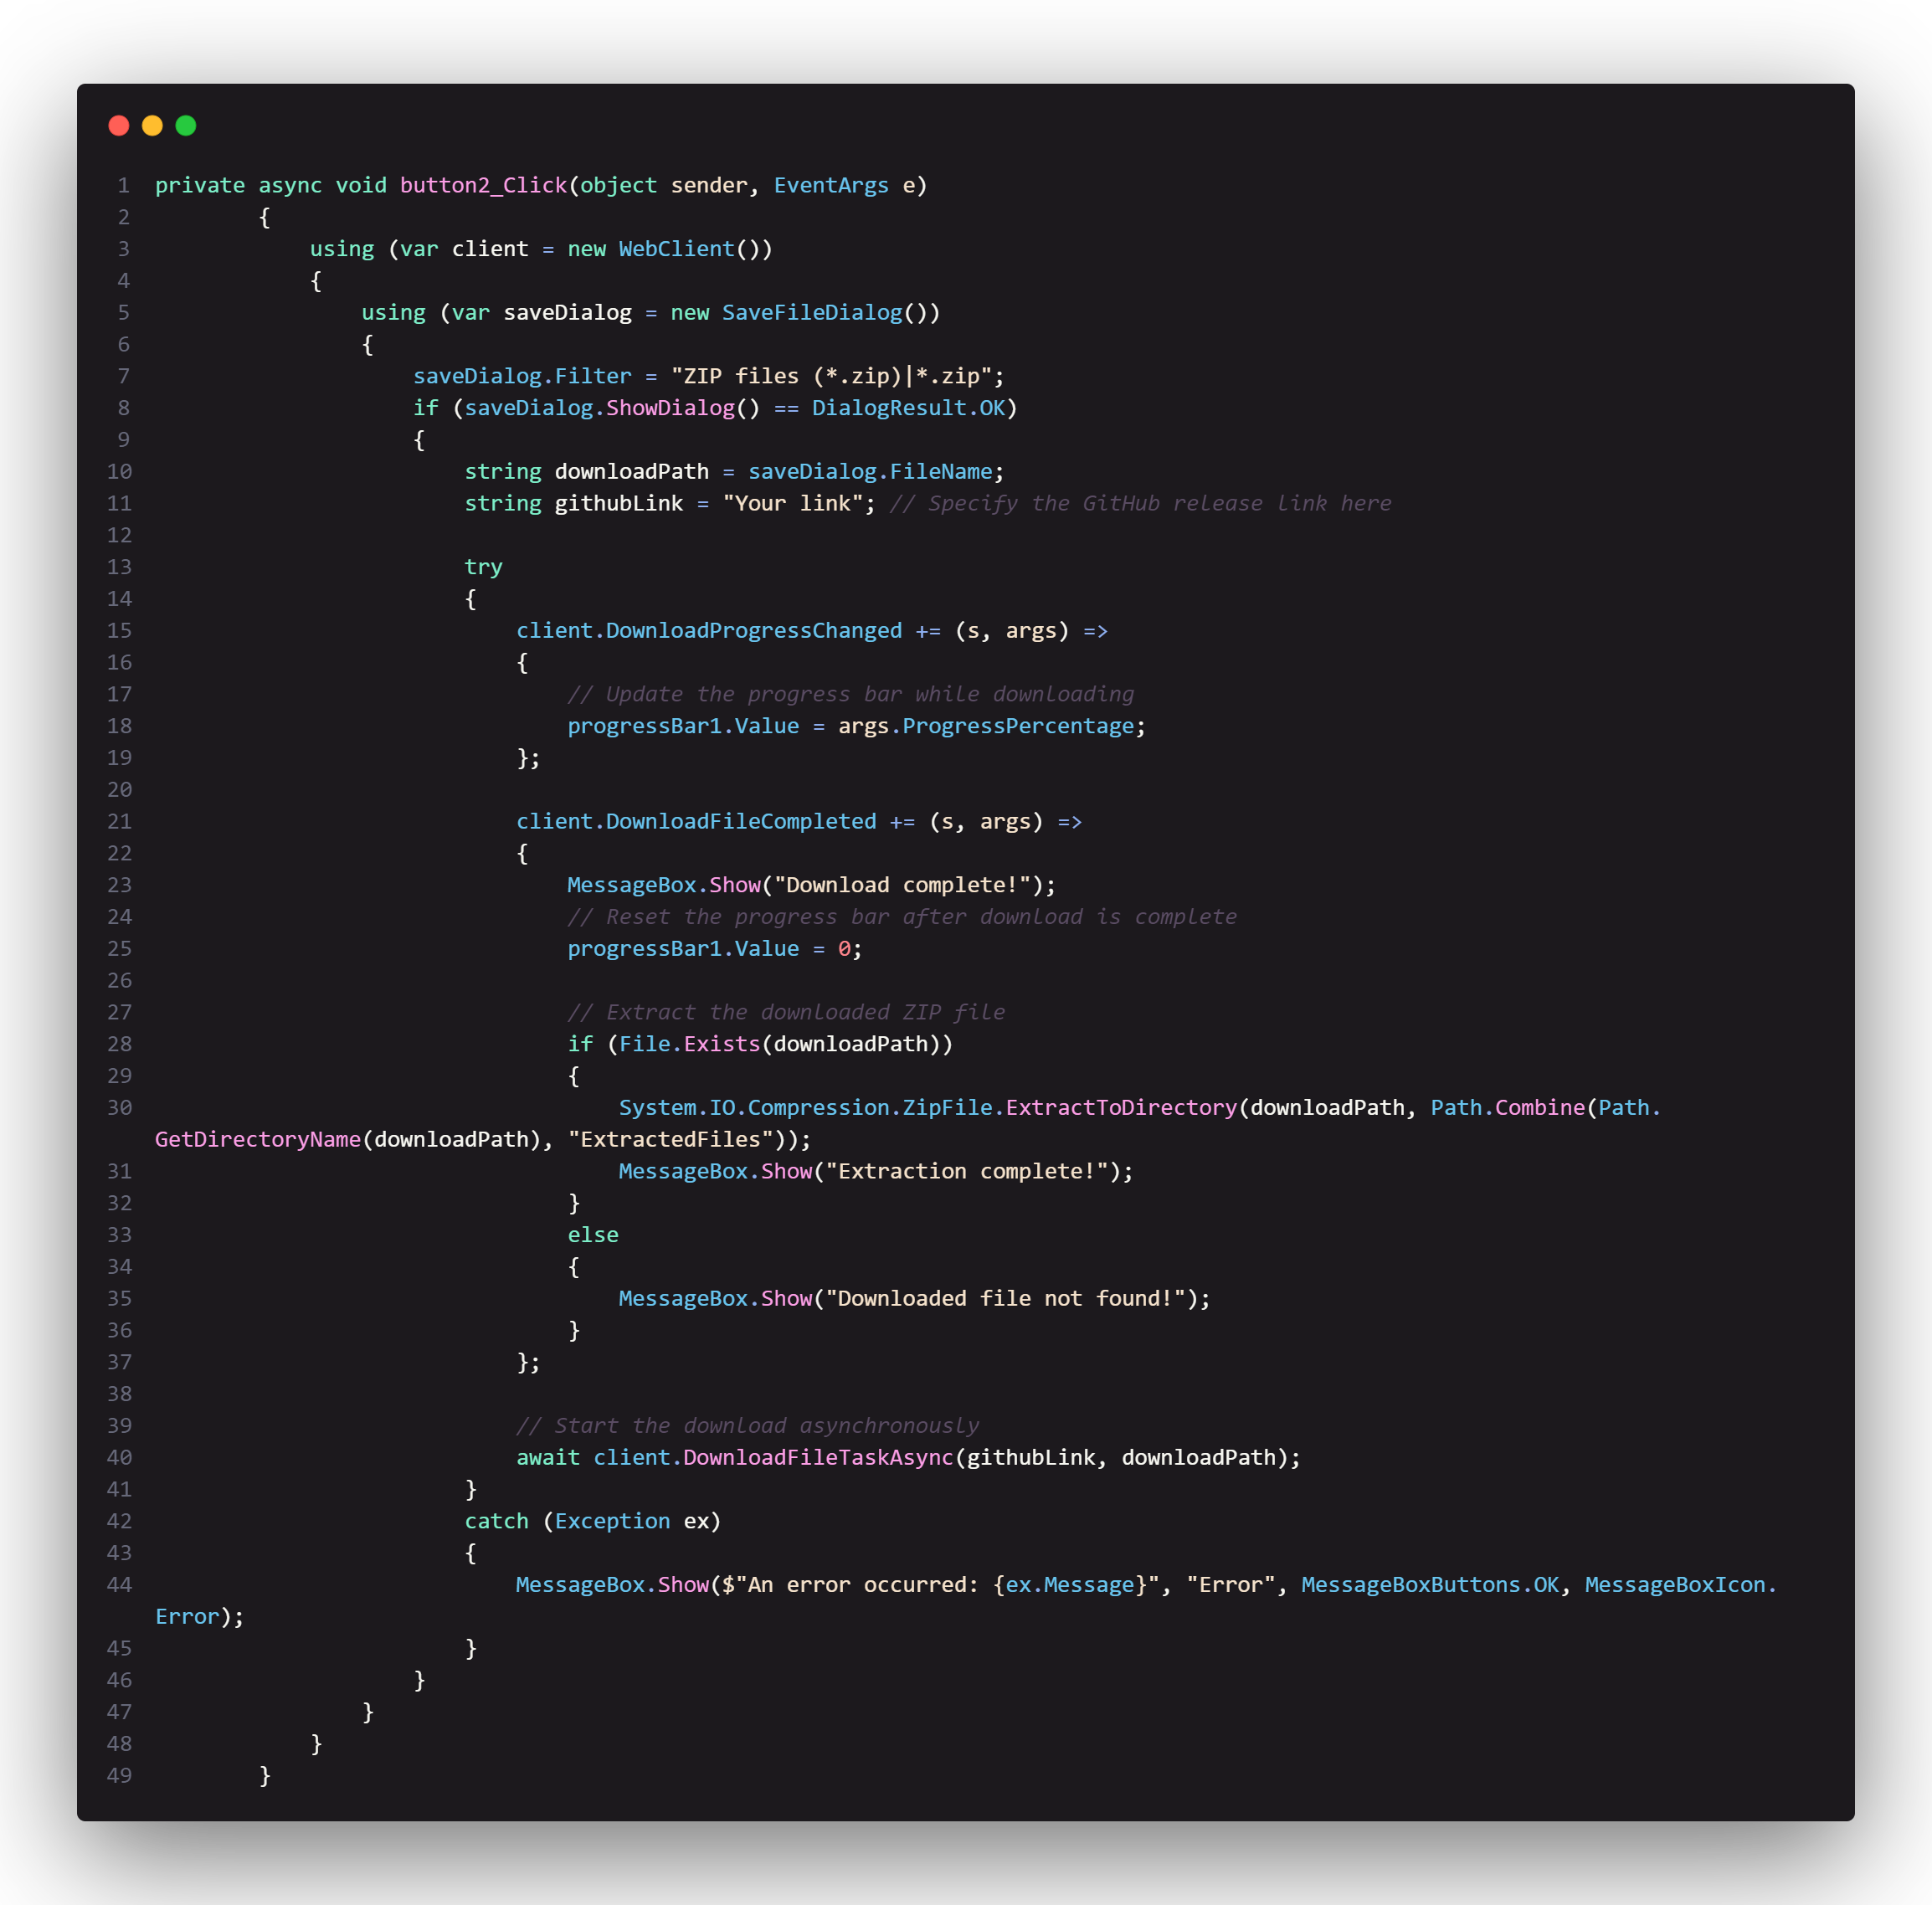 1 private async void button2_Click(object sender, EventArgs e)
2         {
3             using (var client = new WebClient())
4             {
5                 using (var saveDialog = new SaveFileDialog())
6                 {
7                     saveDialog.Filter = "ZIP files (*.zip)|*.zip";
8                     if (saveDialog.ShowDialog() == DialogResult.OK)
9                     {
10                         string downloadPath = saveDialog.FileName;
11                         string githubLink = "Your link"; // Specify the GitHub release link here
12
13                         try
14                         {
15                             client.DownloadProgressChanged += (s, args) =>
16                             {
17                                 // Update the progress bar while downloading
18                                 progressBar1.Value = args.ProgressPercentage;
19                             };
20
21                             client.DownloadFileCompleted += (s, args) =>
22                             {
23                                 MessageBox.Show("Download complete!");
24                                 // Reset the progress bar after download is complete
25                                 progressBar1.Value = 0;
26
27                                 // Extract the downloaded ZIP file
28                                 if (File.Exists(downloadPath))
29                                 {
30                                     System.IO.Compression.ZipFile.ExtractToDirectory(downloadPath, Path.Combine(Path.
GetDirectoryName(downloadPath), "ExtractedFiles"));
31                                     MessageBox.Show("Extraction complete!");
32                                 }
33                                 else
34                                 {
35                                     MessageBox.Show("Downloaded file not found!");
36                                 }
37                             };
38
39                             // Start the download asynchronously
40                             await client.DownloadFileTaskAsync(githubLink, downloadPath);
41                         }
42                         catch (Exception ex)
43                         {
44                             MessageBox.Show($"An error occurred: {ex.Message}", "Error", MessageBoxButtons.OK, MessageBoxIcon.
Error);
45                         }
46                     }
47                 }
48             }
49         }